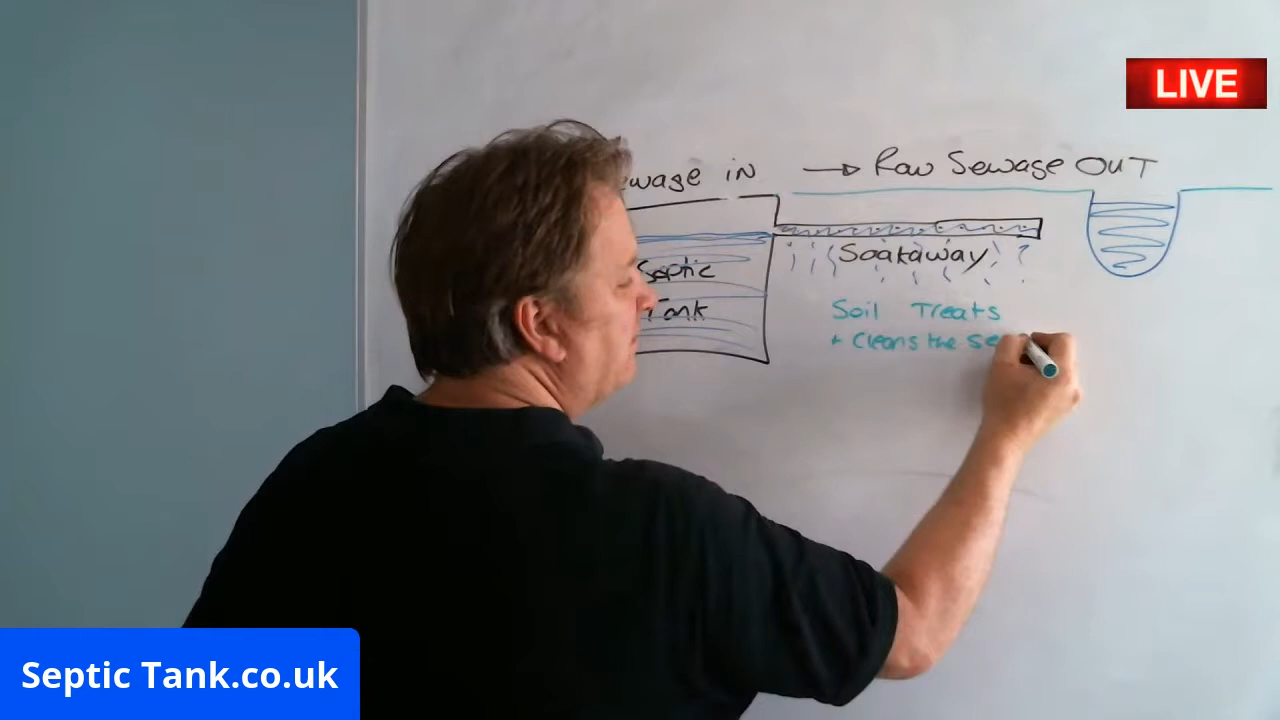 LIVE
ewage in → Raw Sewage OUT
Soakaway
Septic
Tank
Soil Treats
+ Cleans the Se
Septic Tank.co.uk